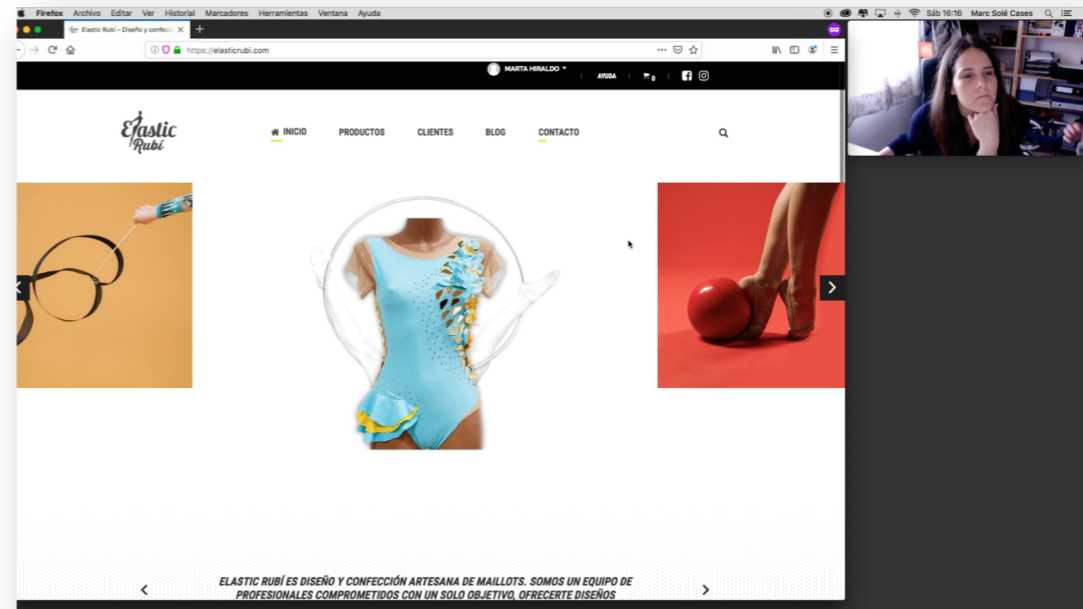 Firefox Archivo Editar Ver Historial Marcadores Herramientas Ventana Ayuda Sáb 16:16 Marc Solé Cases
Elastic Rubí – Diseño y confecc
https://elasticrubi.com
MARTA HIRALDO
AYUDA
0
Elastic
Rubí
INICIO PRODUCTOS CLIENTES BLOG CONTACTO
ELASTIC RUBÍ ES DISEÑO Y CONFECCIÓN ARTESANA DE MAILLOTS. SOMOS UN EQUIPO DE
PROFESIONALES COMPROMETIDOS CON UN SOLO OBJETIVO, OFRECERTE DISEÑOS